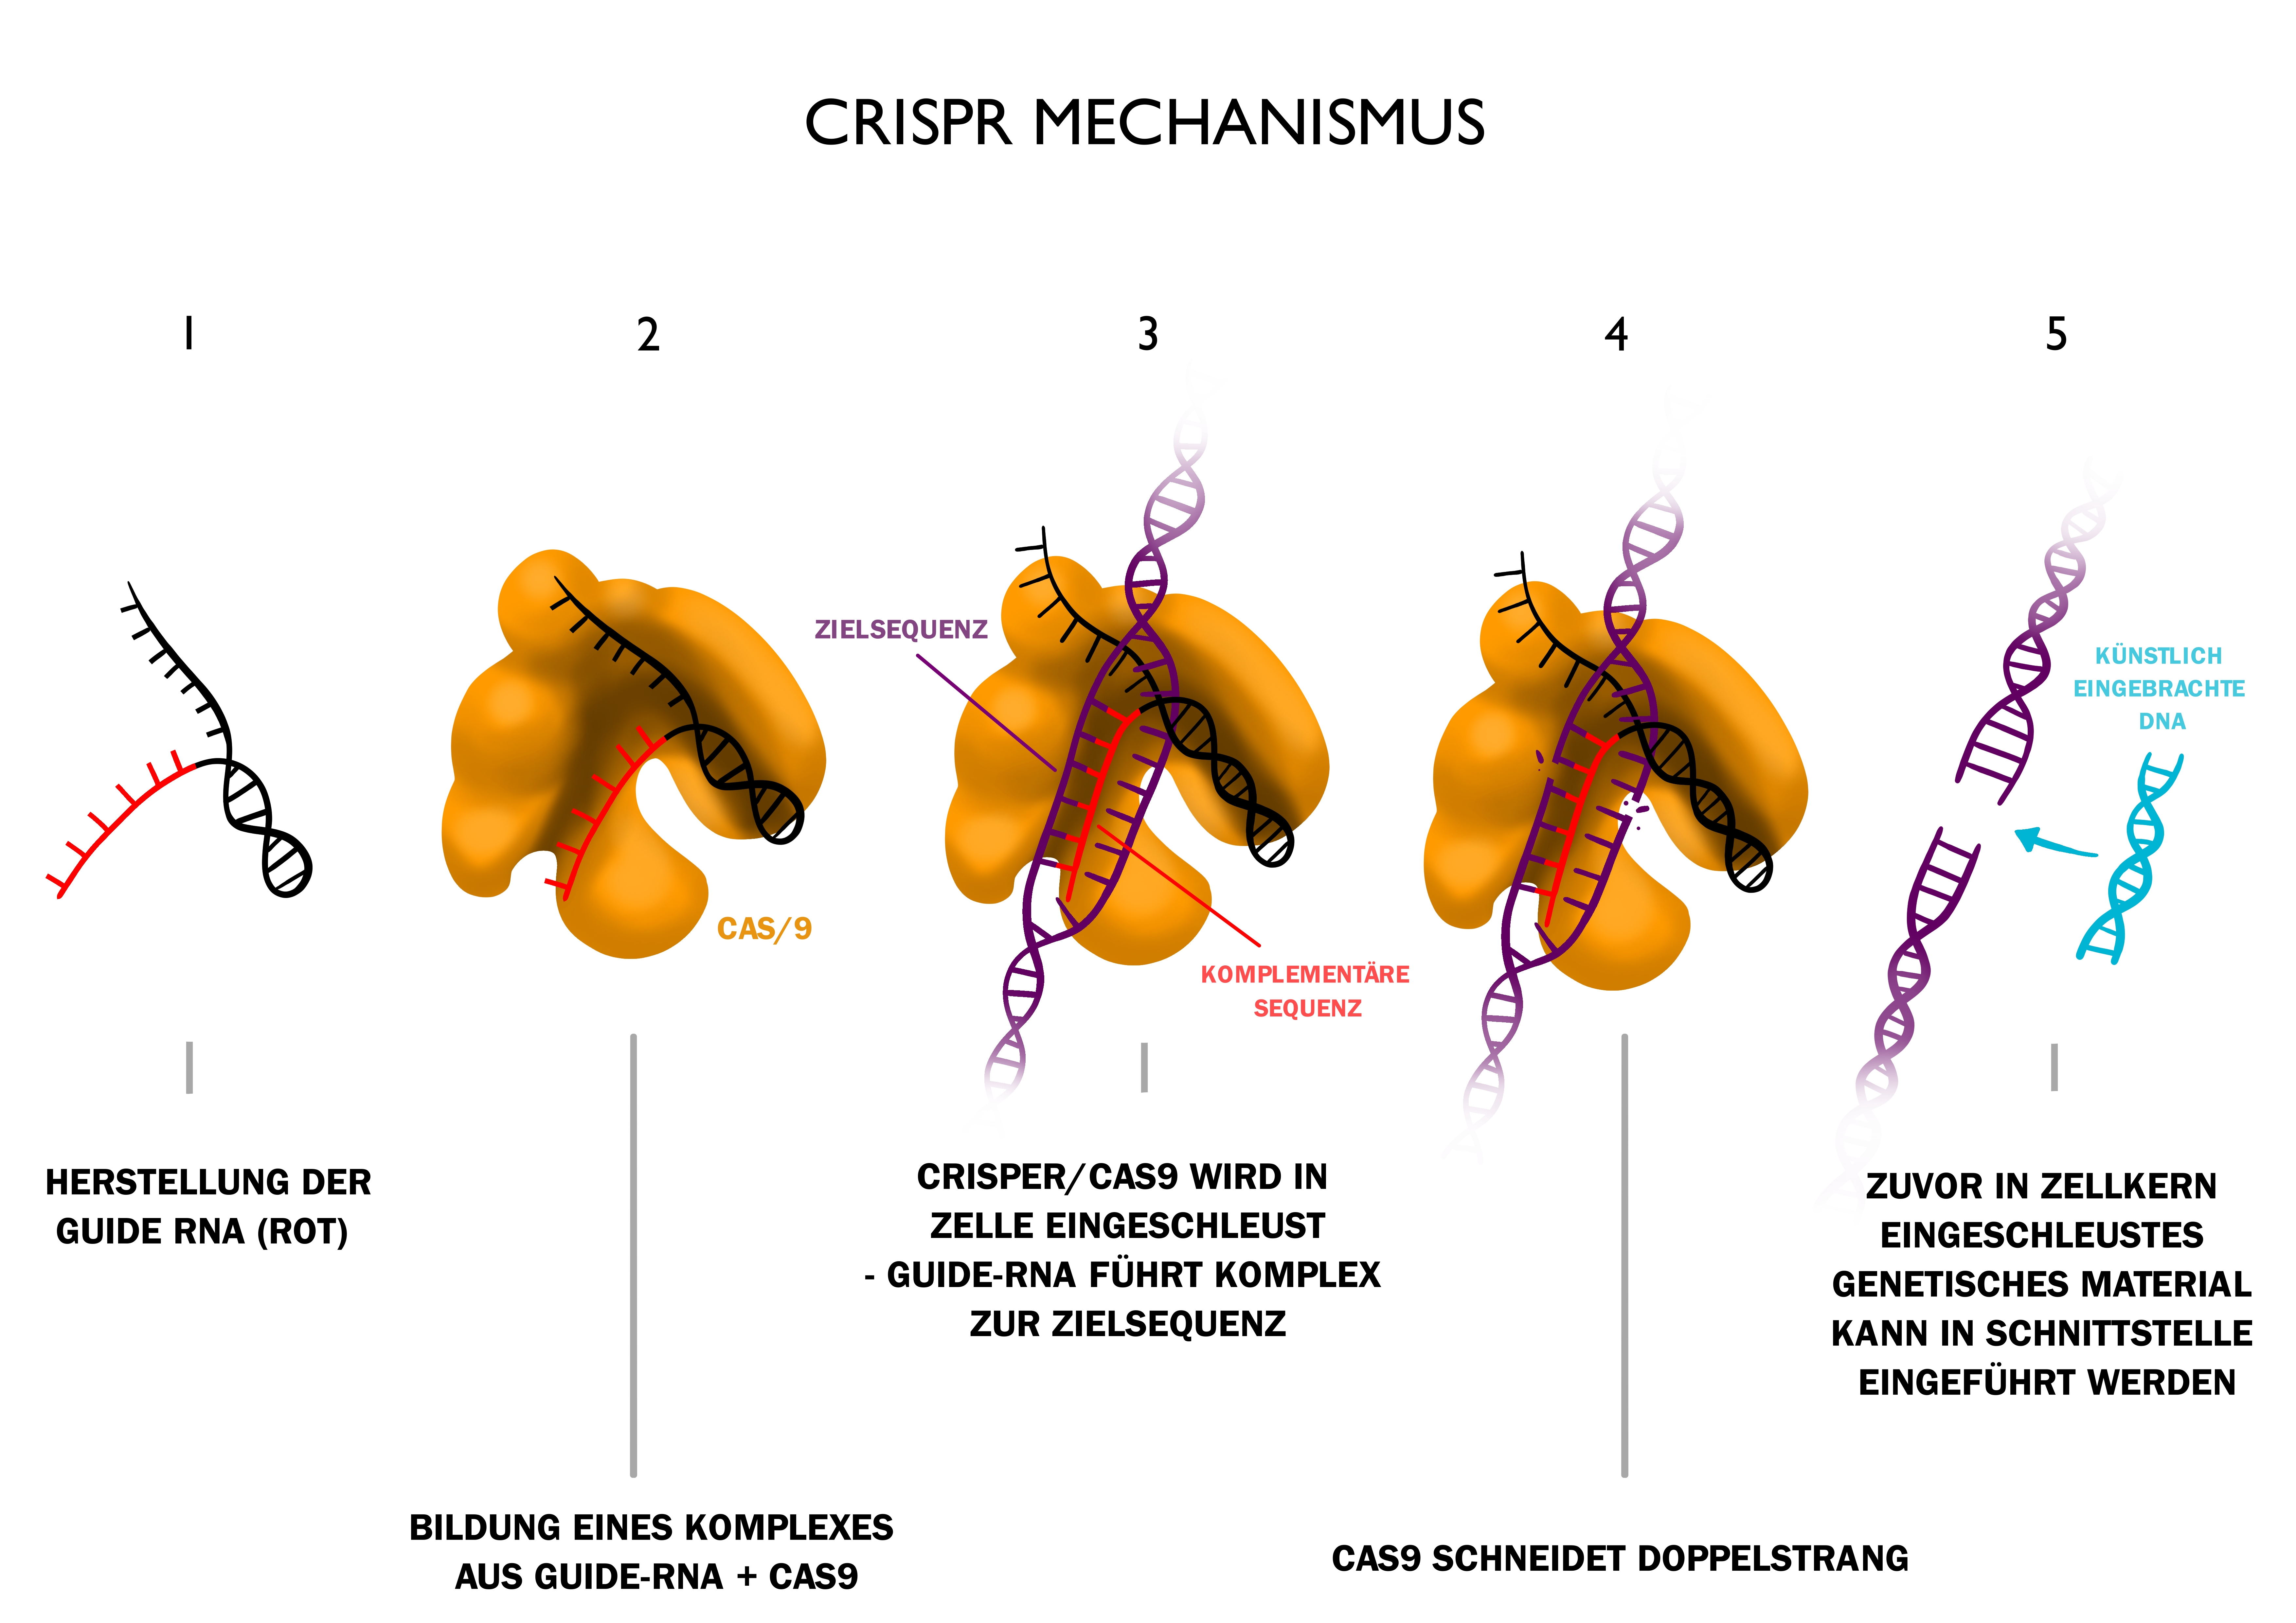 CRISPR MECHANISMUS
1
2
3
4
5
ZIELSEQUENZ
CAS/9
KOMPLEMENTÄRE
SEQUENZ
KÜNSTLICH
EINGEBRACHTE
DNA
HERSTELLUNG DER
GUIDE RNA (ROT)
BILDUNG EINES KOMPLEXES
AUS GUIDE-RNA + CAS9
CRISPER/CAS9 WIRD IN
ZELLE EINGESCHLEUST
- GUIDE-RNA FÜHRT KOMPLEX
ZUR ZIELSEQUENZ
CAS9 SCHNEIDET DOPPELSTRANG
ZUVOR IN ZELLKERN
EINGESCHLEUSTES
GENETISCHES MATERIAL
KANN IN SCHNITTSTELLE
EINGEFÜHRT WERDEN